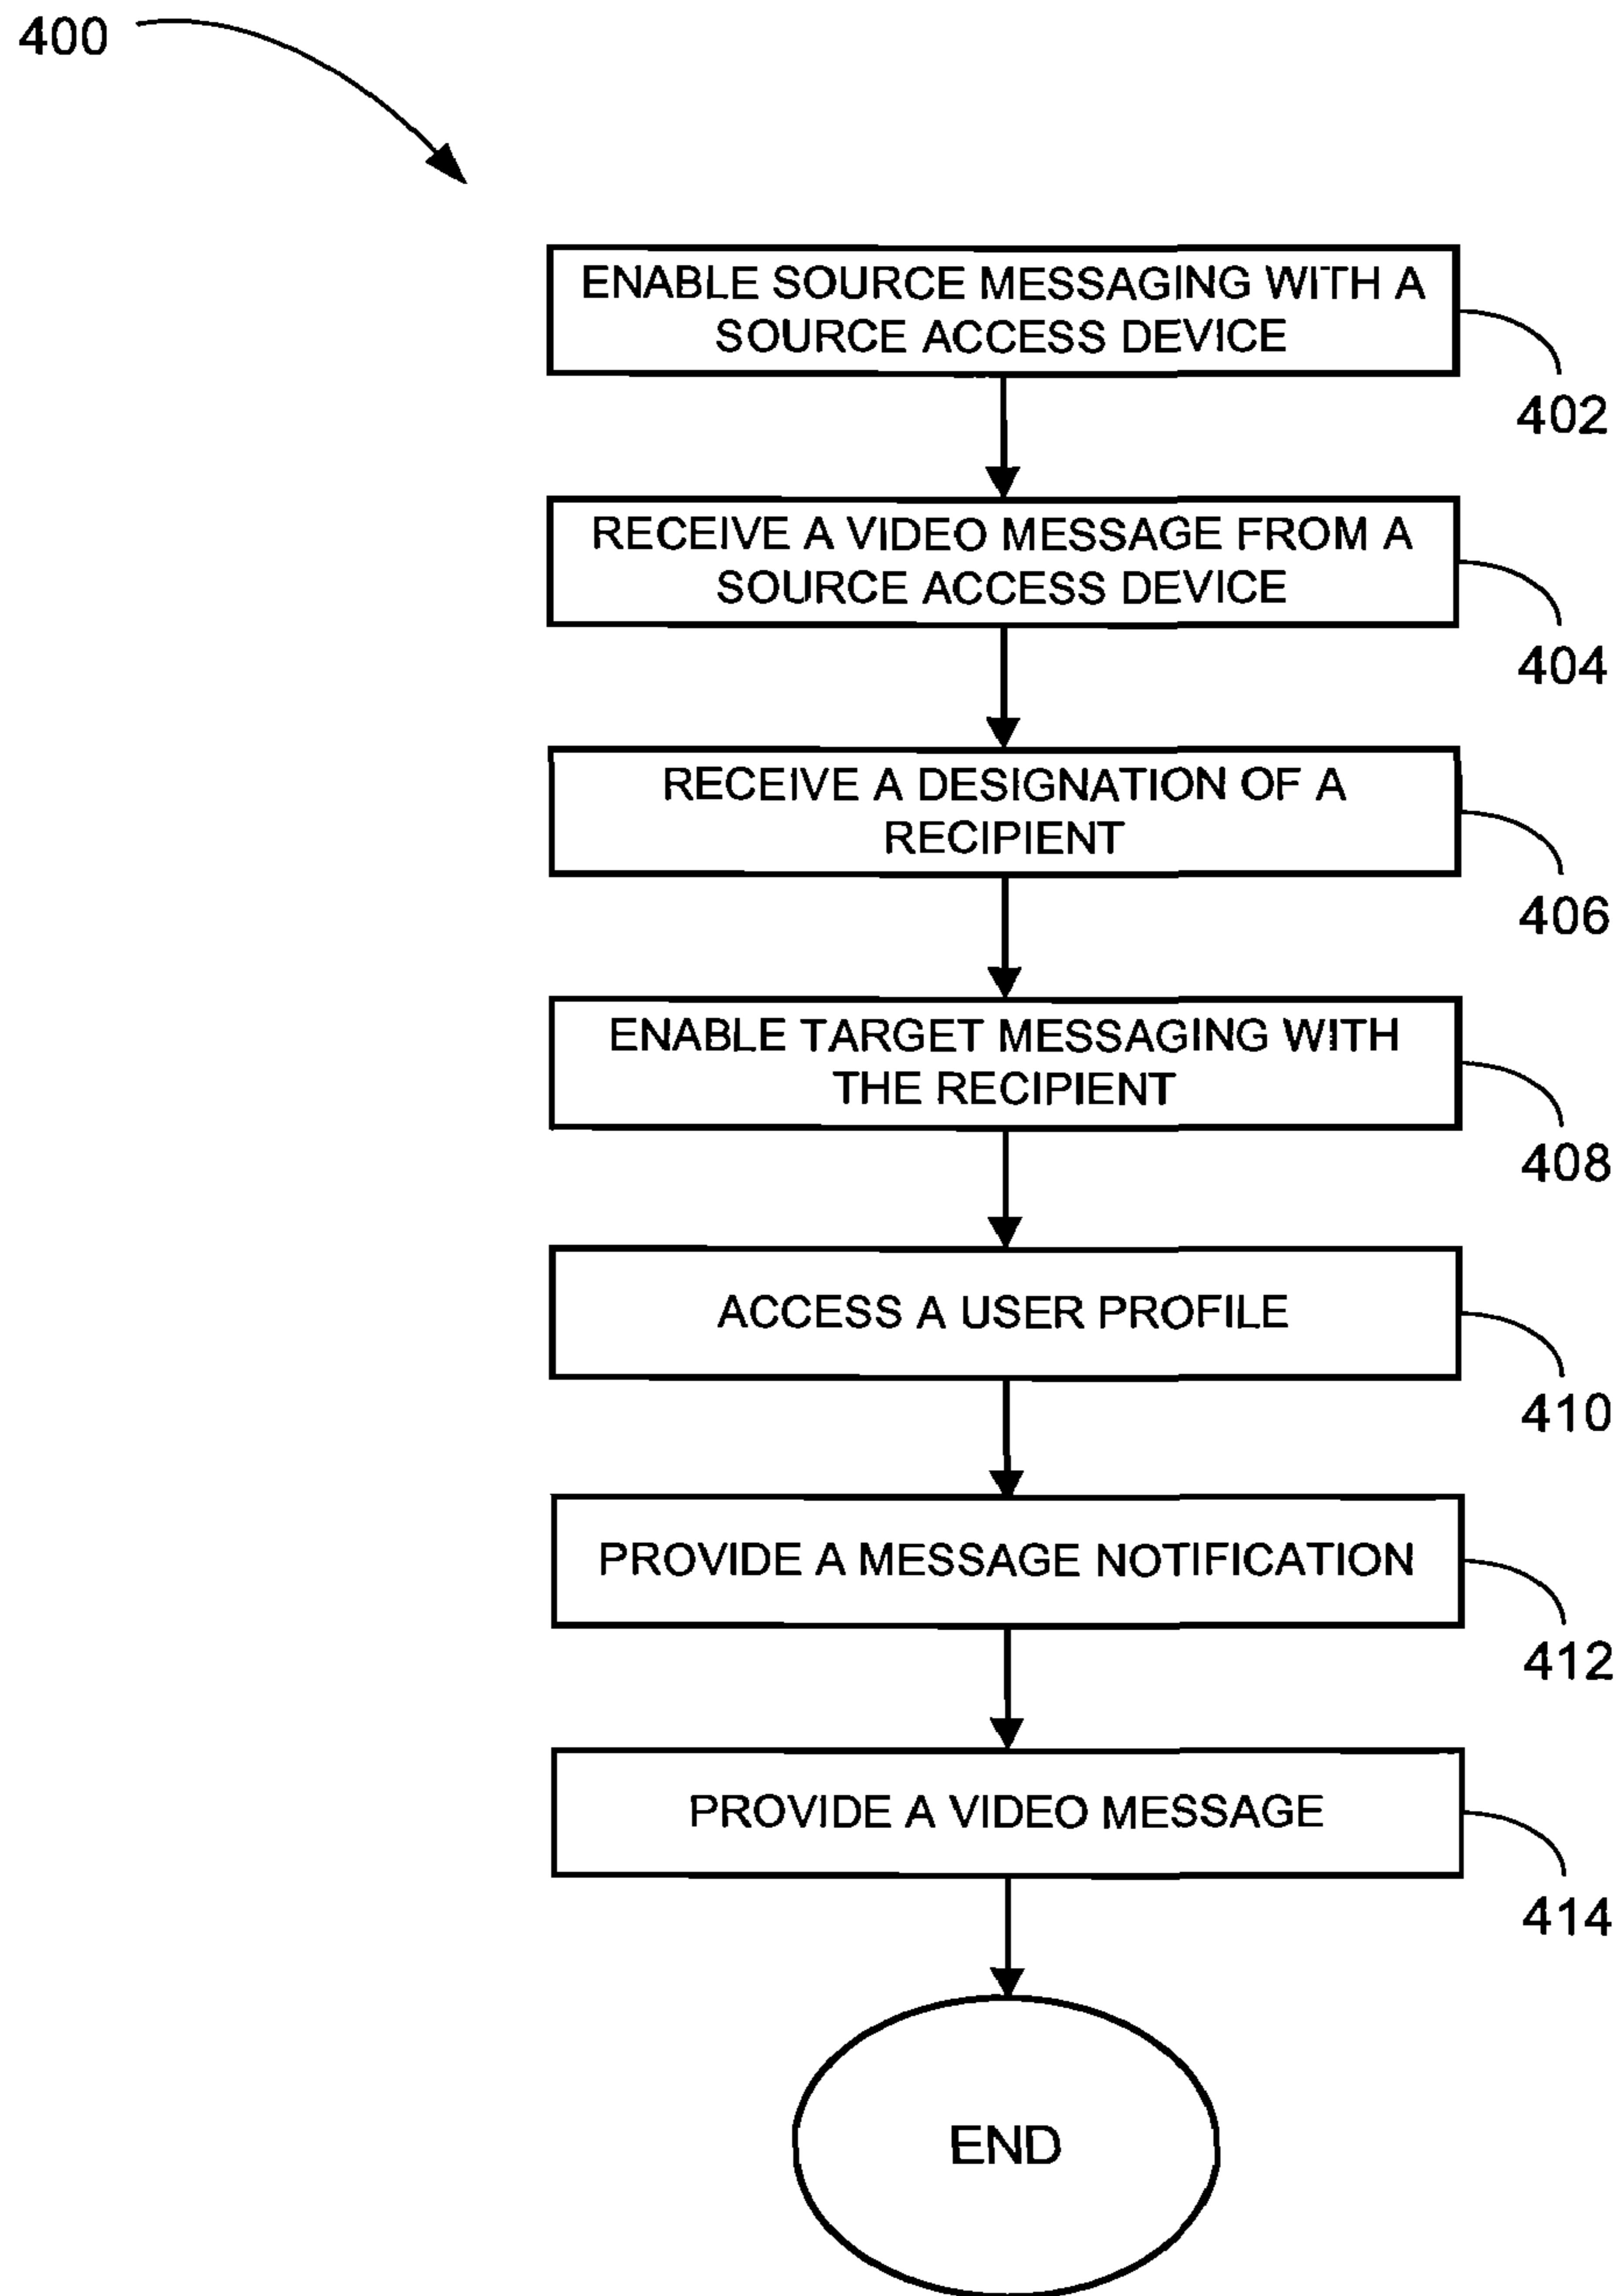 400
ENABLE SOURCE MESSAGING WITH A
SOURCE ACCESS DEVICE
402
RECEIVE A VIDEO MESSAGE FROM A
SOURCE ACCESS DEVICE
404
RECEIVE A DESIGNATION OF A
RECIPIENT
406
ENABLE TARGET MESSAGING WITH
THE RECIPIENT
408
ACCESS A USER PROFILE
410
PROVIDE A MESSAGE NOTIFICATION
412
PROVIDE A VIDEO MESSAGE
414
END